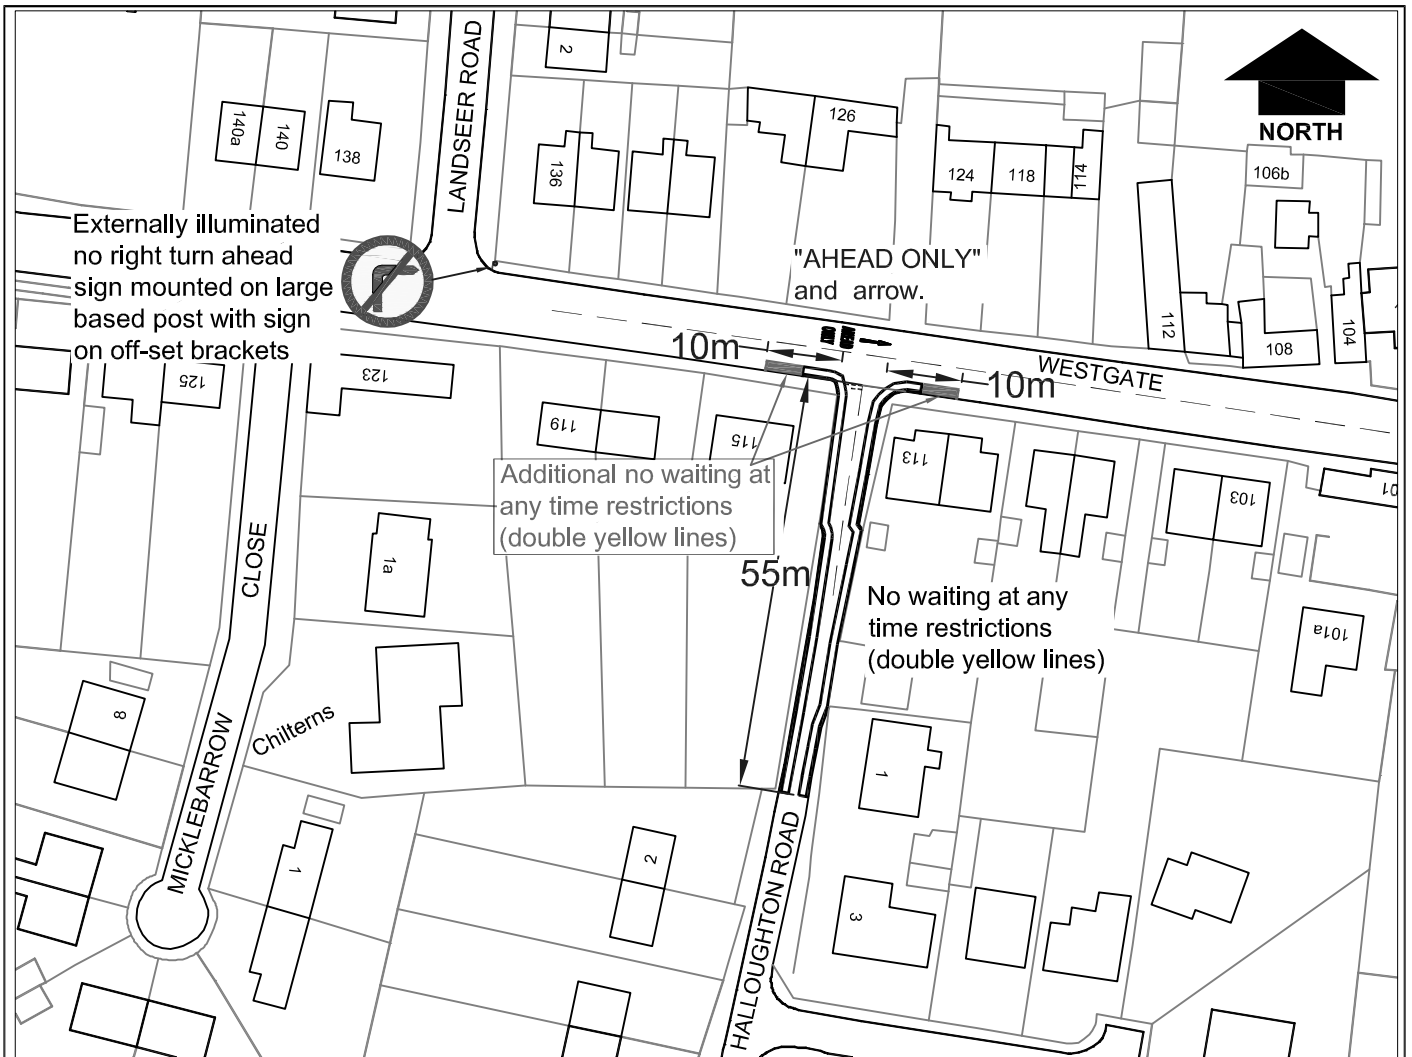 LANDSEER ROAD
2
140a
140
138
136
126
124
118
114
106b
NORTH
Externally illuminated
no right turn ahead
sign mounted on large
based post with sign
on off-set brackets
"AHEAD ONLY"
and arrow.
AHEAD
ONLY
10m
10m
WESTGATE
112
108
104
125
123
119
115
113
103
101a
Additional no waiting at
any time restrictions
(double yellow lines)
55m
No waiting at any
time restrictions
(double yellow lines)
1a
MICKLEBARROW CLOSE
Chilterns
8
1
2
1
3
HALLOUGHTON ROAD